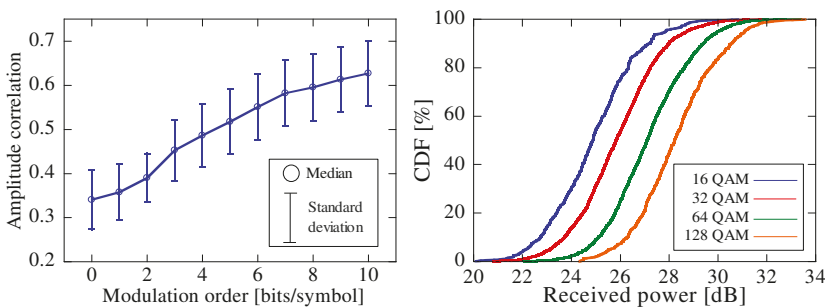 0.7
0.6
0.5
0.4
0.3
0.2
Amplitude correlation
Median
Standard
deviation
0 2 4 6 8 10
Modulation order [bits/symbol]
100
80
60
40
20
0
CDF [%]
16 QAM
32 QAM
64 QAM
128 QAM
20 22 24 26 28 30 32 34
Received power [dB]